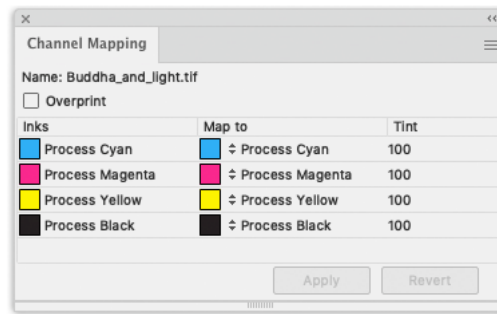 Channel Mapping
Name: Buddha_and_light.tif
Overprint
Inks Map to Tint
Process Cyan Process Cyan 100
Process Magenta Process Magenta 100
Process Yellow Process Yellow 100
Process Black Process Black 100
Apply Revert